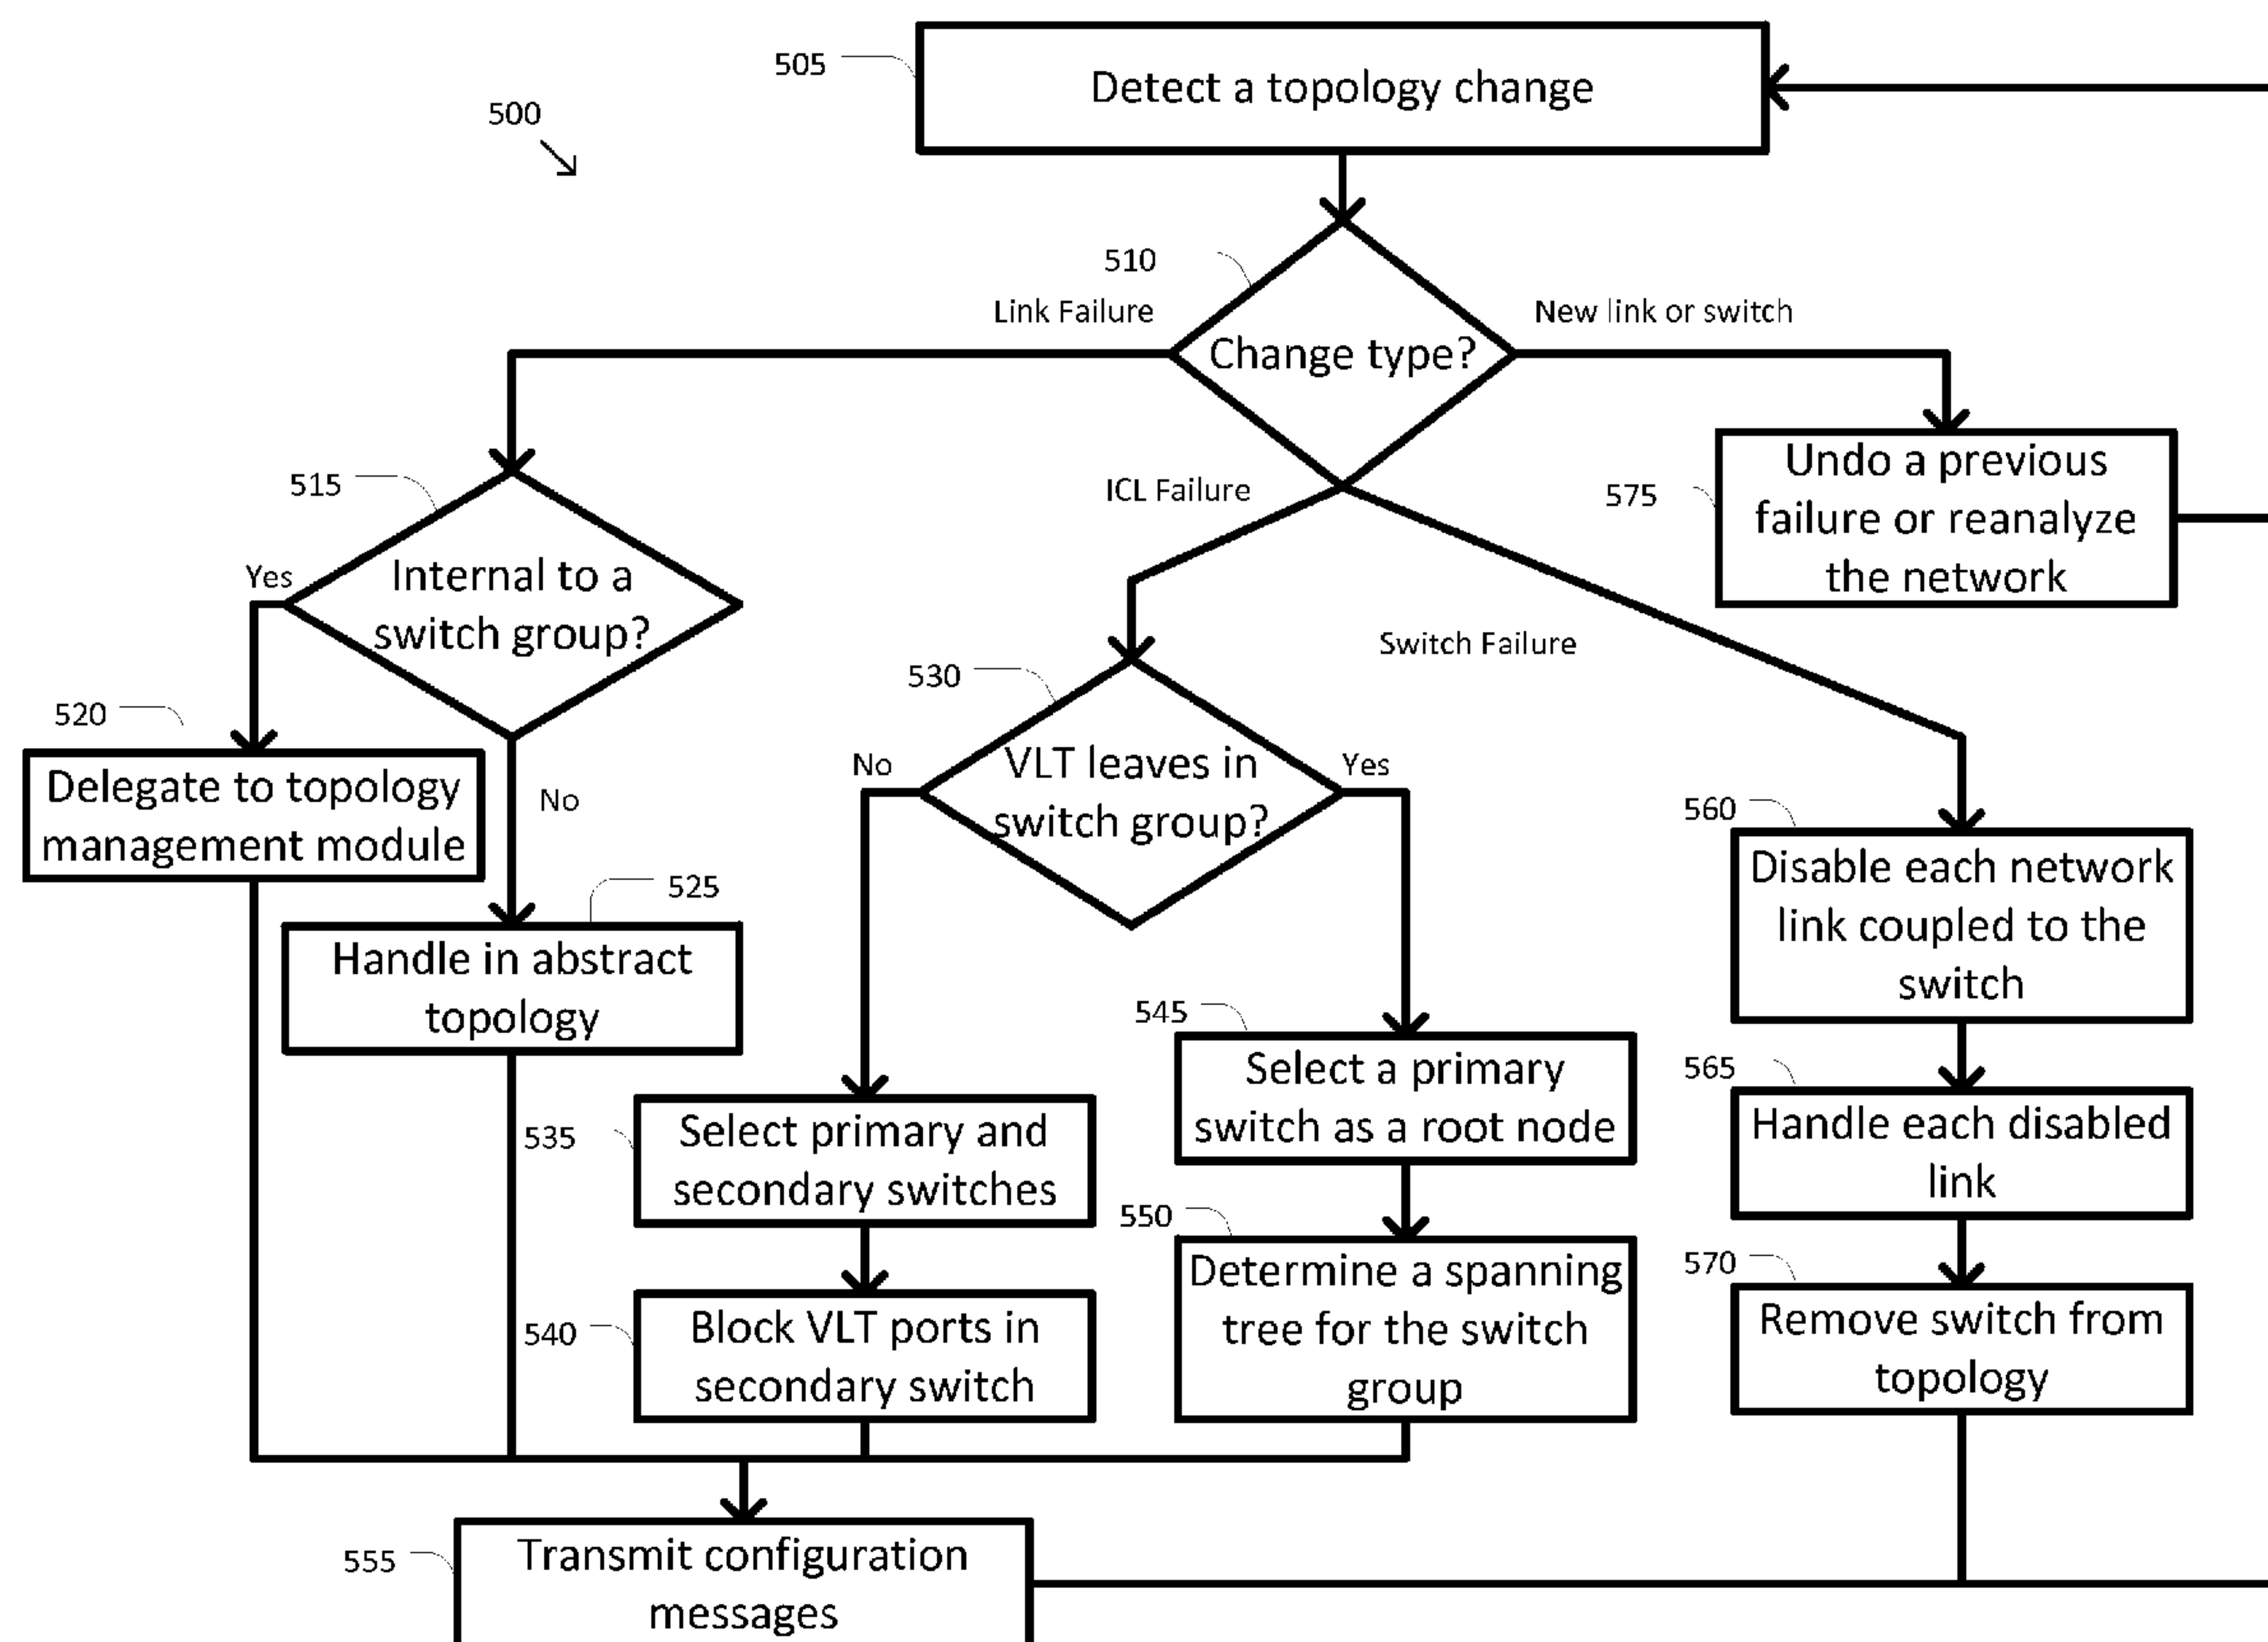 505
Detect a topology change
500
510
Link Failure
New link or switch
Change type?
515
ICL Failure
575
Undo a previous
failure or reanalyze
the network
Yes
Internal to a
switch group?
Switch Failure
520
530
Delegate to topology
management module
No
No
VLT leaves in
switch group?
Yes
560
Disable each network
link coupled to the
switch
525
Handle in abstract
topology
545
Select a primary
switch as a root node
565
Handle each disabled
link
535
Select primary and
secondary switches
550
Determine a spanning
tree for the switch
group
570
Remove switch from
topology
540
Block VLT ports in
secondary switch
555
Transmit configuration
messages